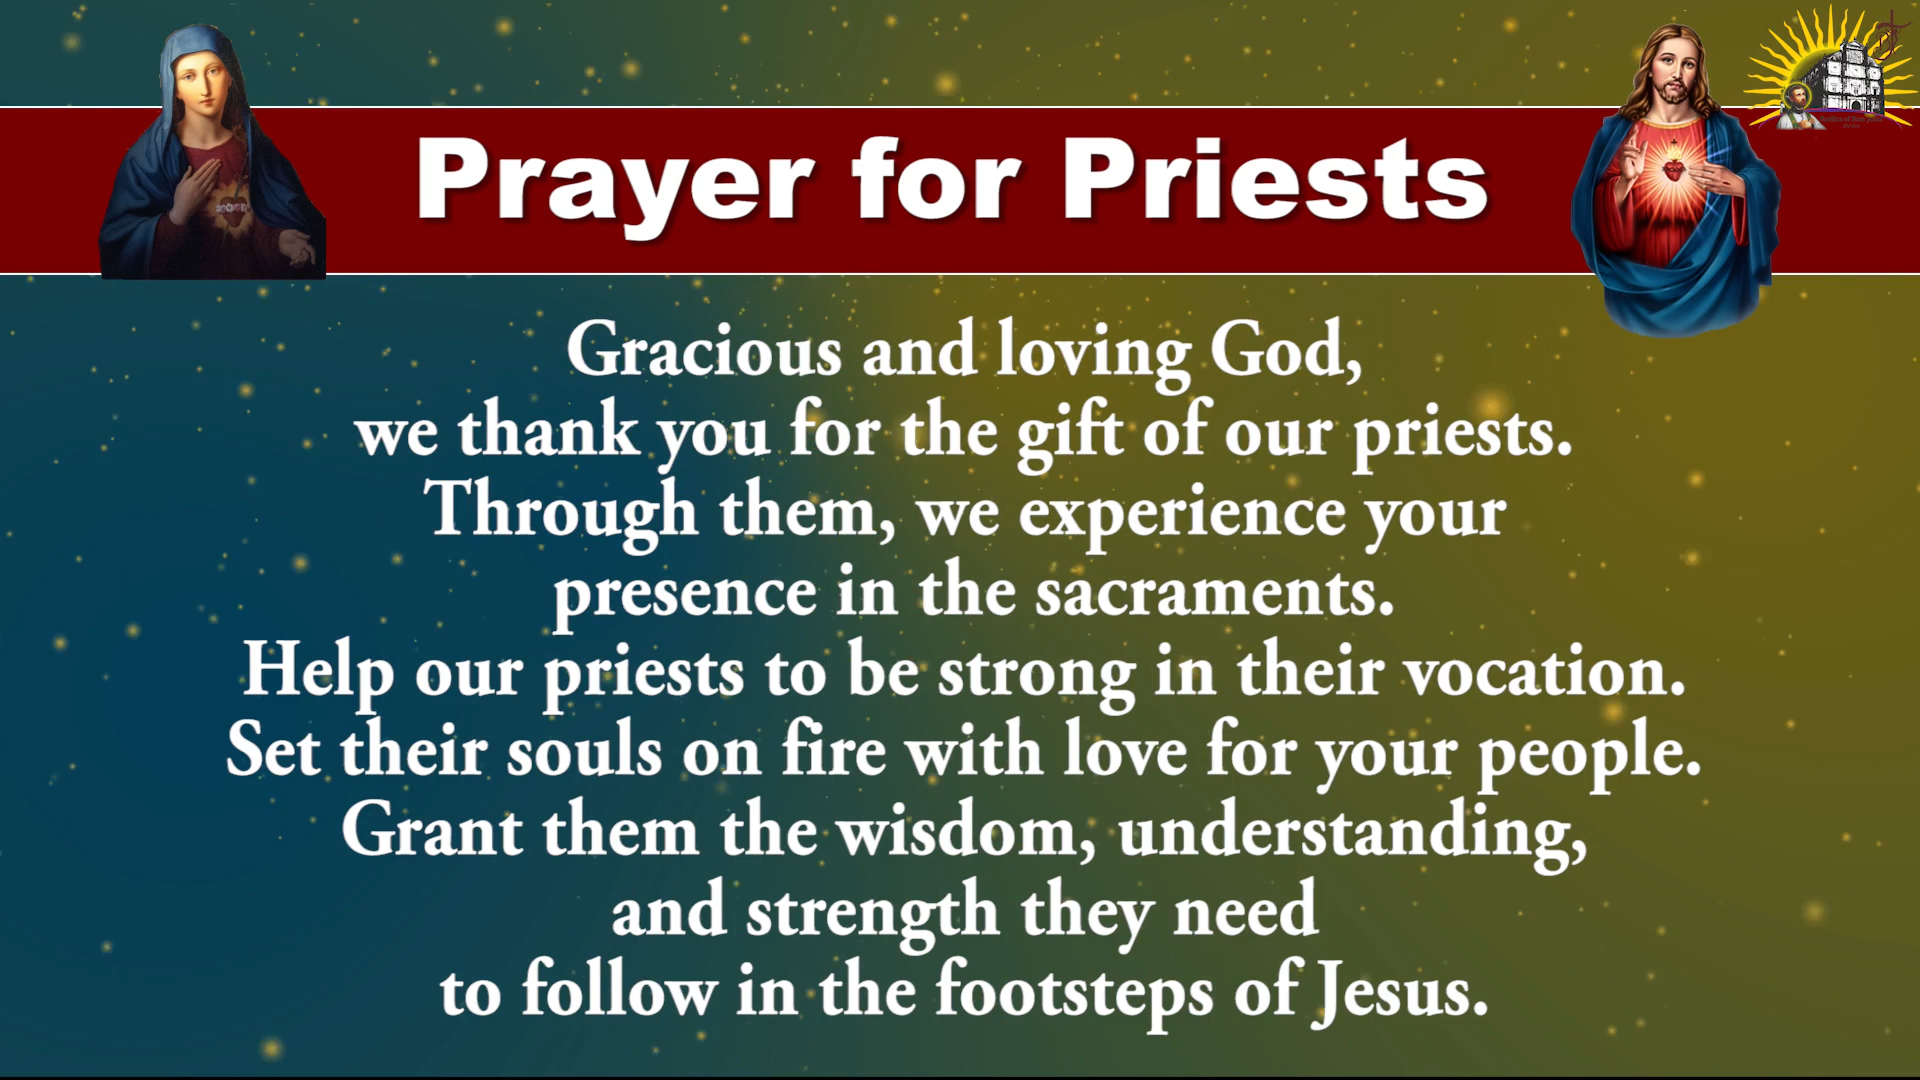 Prayer for Priests
Gracious and loving God,
we thank you for the gift of our priests.
Through them, we experience your
presence in the sacraments.
Help our priests to be strong in their vocation.
Set their souls on fire with love for your people.
Grant them the wisdom, understanding,
and strength they need
to follow in the footsteps of Jesus.